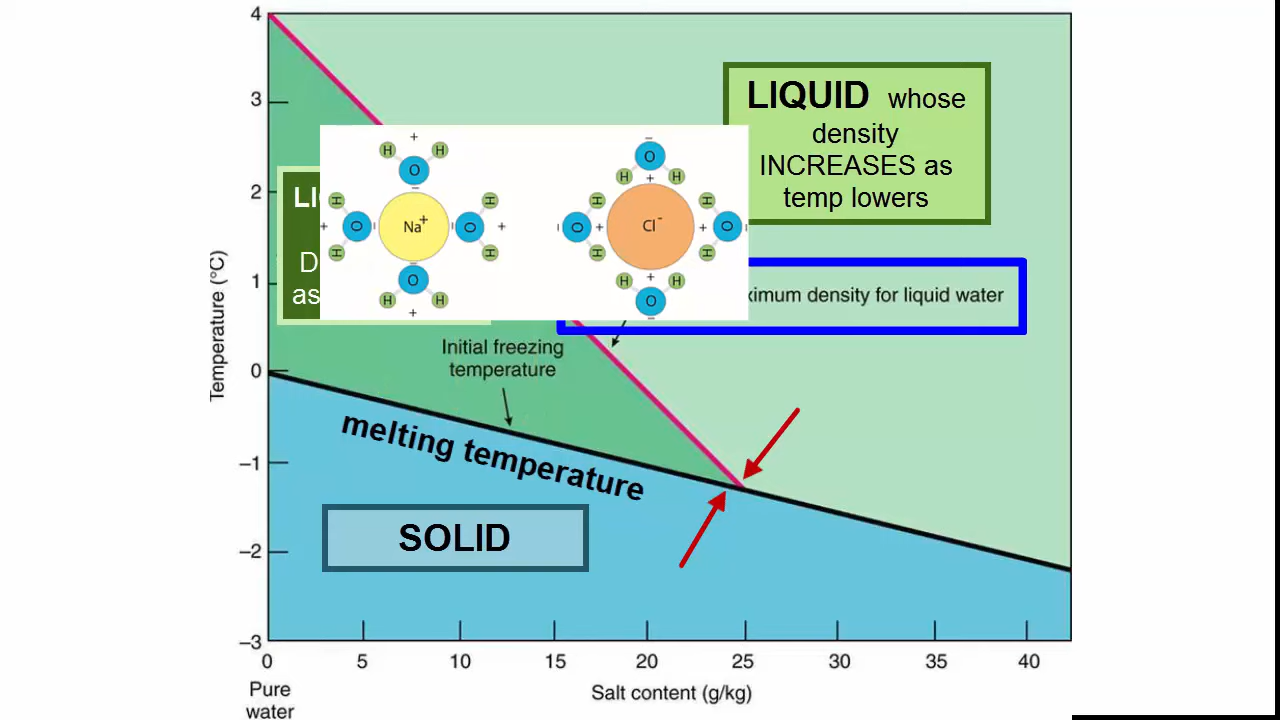 4
3
2
1
0
−1
−2
−3
Temperature (°C)
LIQUID whose
density
INCREASES as
temp lowers
+
H H
O
−
H
O
H
+
Na+
H
O
H
+
−
O
H H
+
−
O
H H
+
H
O
H
+
Cl-
+
H
O
H
+
H H
O
−
LI
D
as
ximum density for liquid water
Initial freezing
temperature
melting temperature
SOLID
0 5 10 15 20 25 30 35 40
Pure
water
Salt content (g/kg)